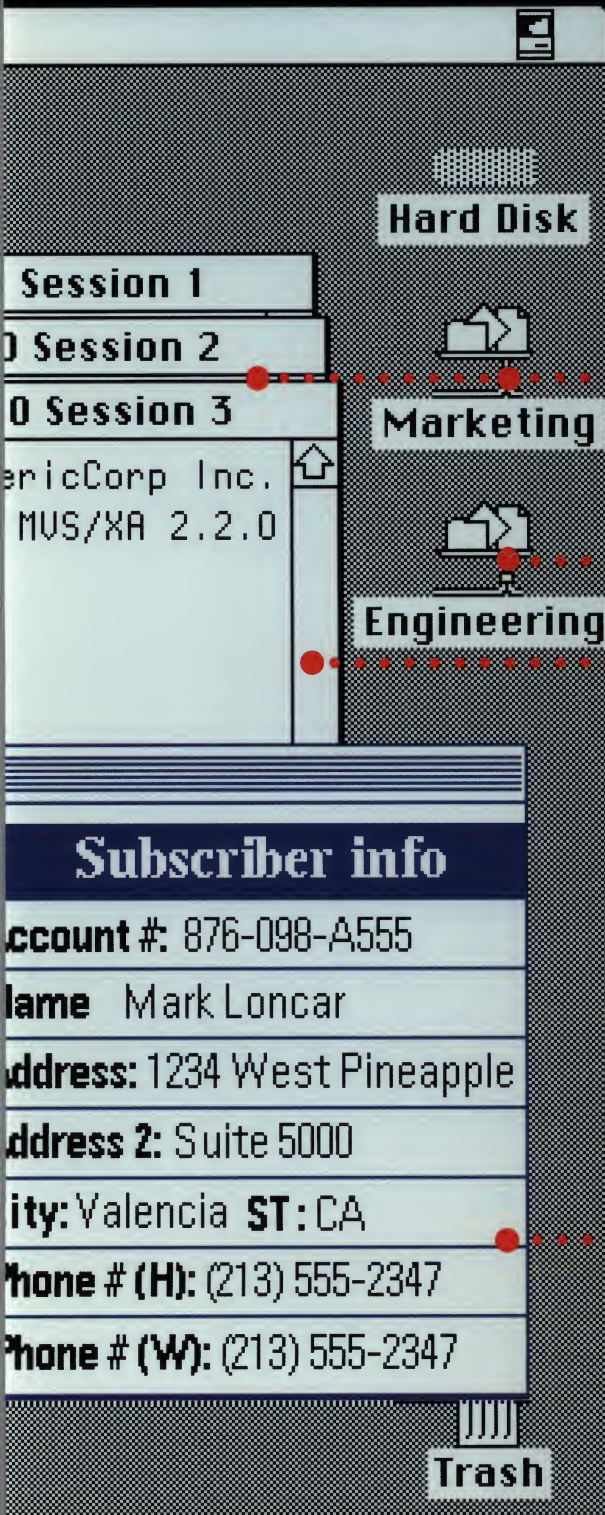 Hard Disk
Session 1
Session 2
0 Session 3
Marketing
ericCorp Inc.
MVS/XA 2.2.0
Engineering
Subscriber info
ccount #: 876-098-A555
ame Mark Loncar
ddress: 1234 West Pineapple
ddress 2: Suite 5000
ity: Valencia ST: CA
hone # (H): (213) 555-2347
hone # (W): (213) 555-2347
Trash